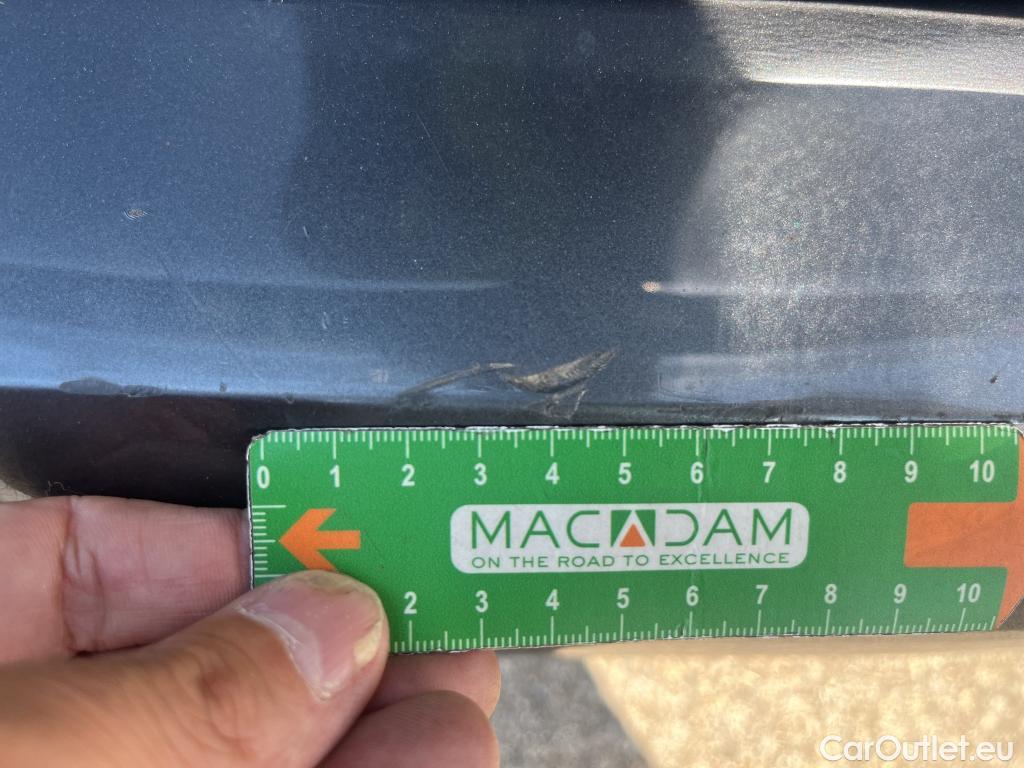 0 1 2 3 4 5 6 7 8 9 10
MACADAM
ON THE ROAD TO EXCELLENCE
2 3 4 5 6 7 8 9 10
CarOutlet.eu